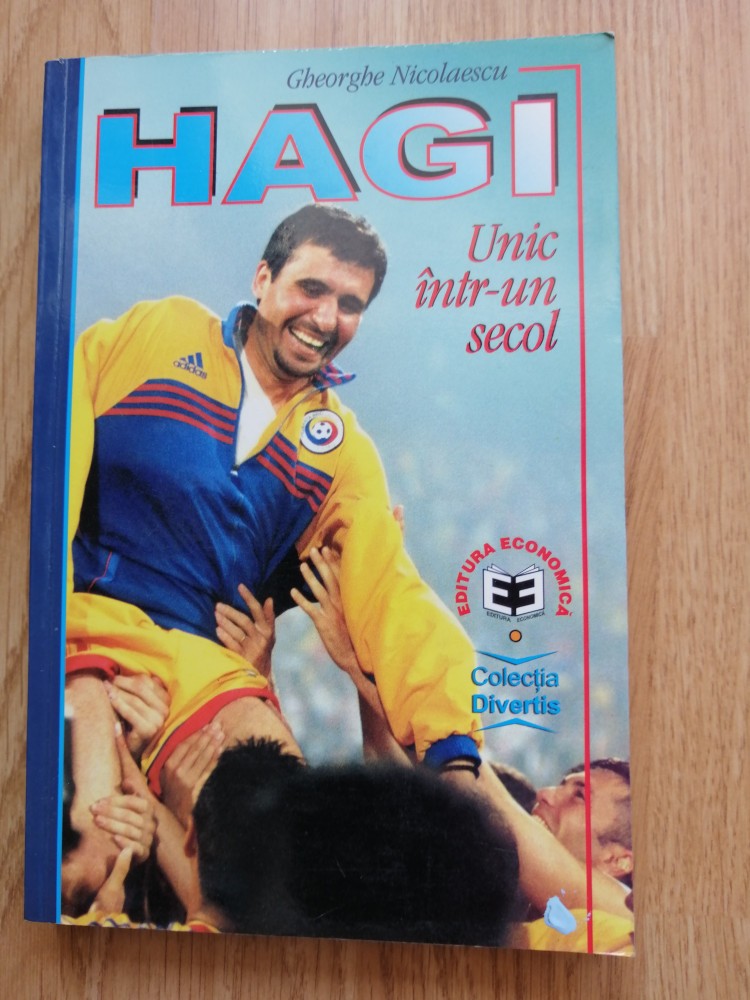 Gheorghe Nicolaescu
HAGI
Unic
într-un
secol
adidas
EDITURA ECONOMICĂ
EE
EDITURA ECONOMICĂ
Colecția
Divertis